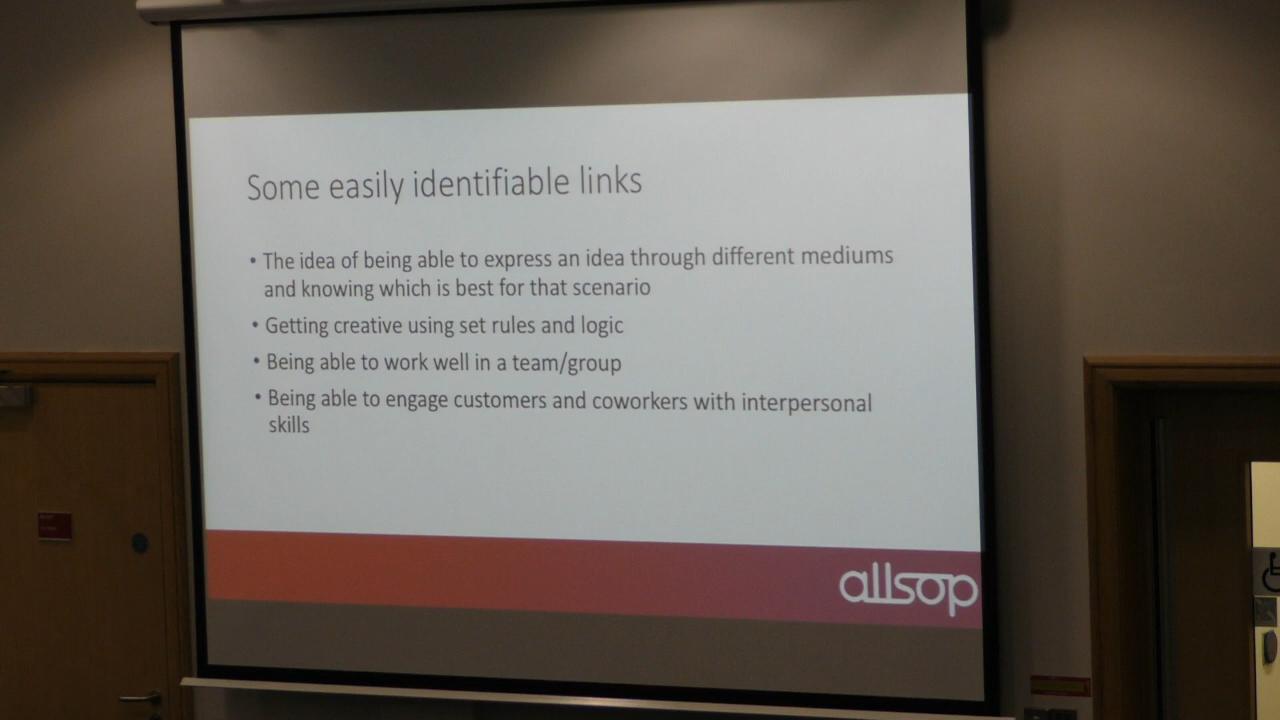 Some easily identifiable links
• The idea of being able to express an idea through different mediums
and knowing which is best for that scenario
• Getting creative using set rules and logic
• Being able to work well in a team/group
• Being able to engage customers and coworkers with interpersonal
skills
allsop